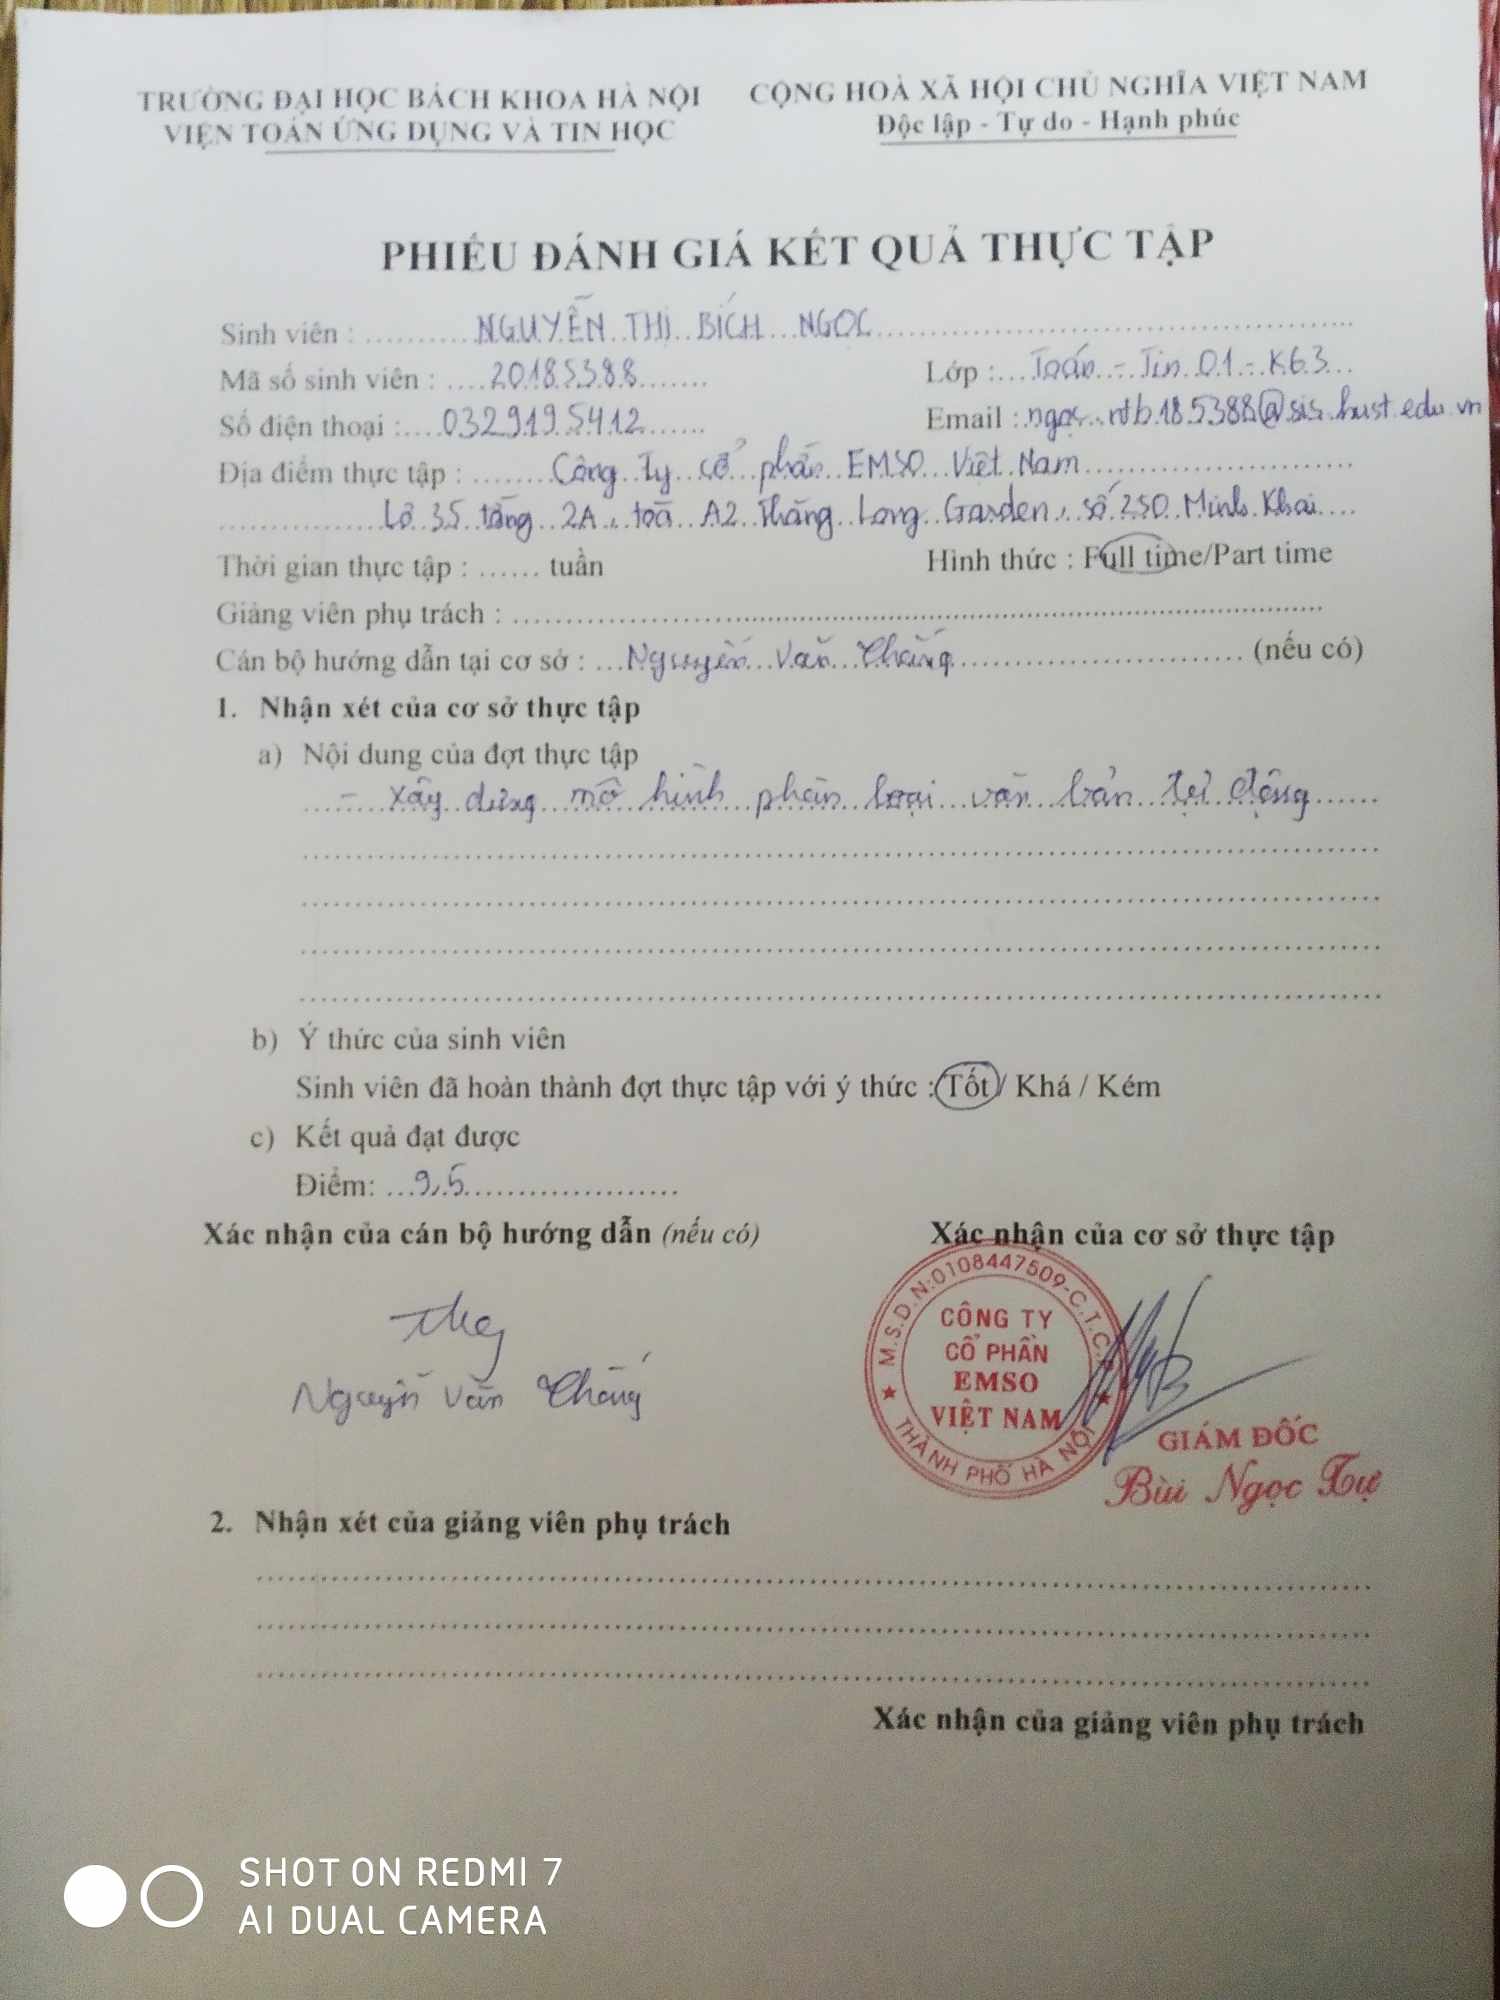 TRƯỜNG ĐẠI HỌC BÁCH KHOA HÀ NỘI
VIỆN TOÁN ỨNG DỤNG VÀ TIN HỌC
CỘNG HOÀ XÃ HỘI CHỦ NGHĨA VIỆT NAM
Độc lập - Tự do - Hạnh phúc
PHIẾU ĐÁNH GIÁ KẾT QUẢ THỰC TẬP
Sinh viên : NGUYỄN THỊ BÍCH NGỌC
Mã số sinh viên : 20185388 Lớp : Toán - Tin 01 - K63
Số điện thoại : 0329195412 Email : ngoc.ntb185388@sis.hust.edu.vn
Địa điểm thực tập : Công ty cổ phần EMSO Việt Nam
Lô 35 tầng 2A, toà A2 Thăng Long Garden, số 250 Minh Khai
Thời gian thực tập : ...... tuần Hình thức : Full time/Part time
Giảng viên phụ trách :
Cán bộ hướng dẫn tại cơ sở : Nguyễn Văn Thắng (nếu có)
1. Nhận xét của cơ sở thực tập
a) Nội dung của đợt thực tập
- Xây dựng mô hình phân loại văn bản tự động
b) Ý thức của sinh viên
Sinh viên đã hoàn thành đợt thực tập với ý thức : Tốt / Khá / Kém
c) Kết quả đạt được
Điểm: 9,5
Xác nhận của cán bộ hướng dẫn (nếu có) Xác nhận của cơ sở thực tập
Nguyễn Văn Thắng
M.S.D.N:0108447509-C.T.C.P
CÔNG TY
CỔ PHẦN
EMSO
VIỆT NAM
THÀNH PHỐ HÀ NỘI
GIÁM ĐỐC
Bùi Ngọc Tự
2. Nhận xét của giảng viên phụ trách
Xác nhận của giảng viên phụ trách
SHOT ON REDMI 7
AI DUAL CAMERA